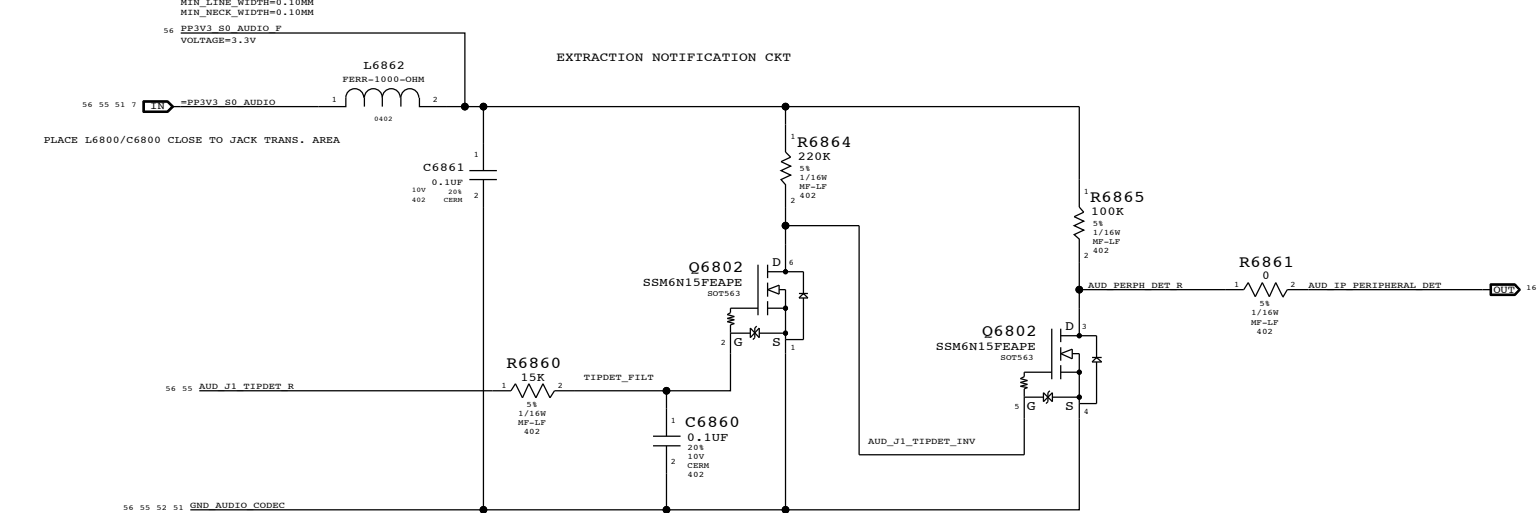 MIN_LINE_WIDTH=0.10MM
MIN_NECK_WIDTH=0.10MM
56 PP3V3_S0_AUDIO_F
VOLTAGE=3.3V
EXTRACTION NOTIFICATION CKT
L6862
FERR-1000-OHM
1 2
0402
56 55 51 7 IN =PP3V3_S0_AUDIO
PLACE L6800/C6800 CLOSE TO JACK TRANS. AREA
1
C6861
0.1UF
10V 20%
402 CERM
2
1
R6864
220K
5%
1/16W
MF-LF
402
2
1
R6865
100K
5%
1/16W
MF-LF
402
2
Q6802
SSM6N15FEAPE
SOT563
D 6
2 G S 1
R6861
0
AUD_PERPH_DET_R 1 2 AUD_IP_PERIPHERAL_DET OUT 16
5%
1/16W
MF-LF
402
Q6802
SSM6N15FEAPE
SOT563
D 3
5 G S 4
R6860
15K
56 55 AUD_J1_TIPDET_R 1 2 TIPDET_FILT
5%
1/16W
MF-LF
402
1
C6860
0.1UF
20%
10V
CERM
402
2
AUD_J1_TIPDET_INV
56 55 52 51 GND_AUDIO_CODEC